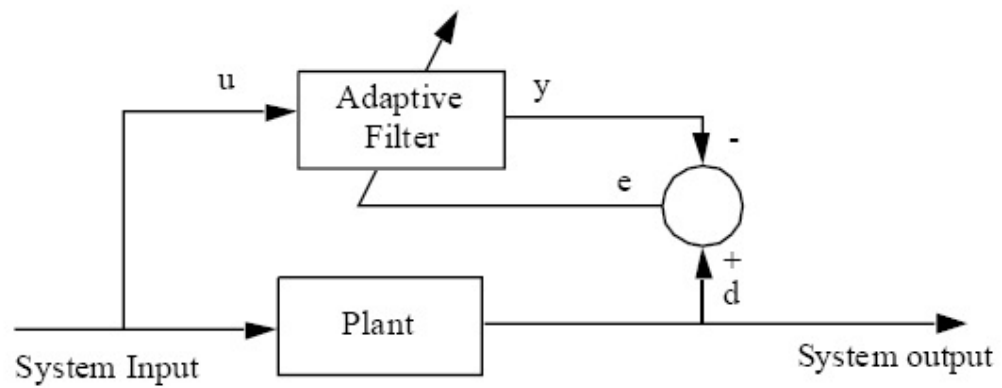 u
Adaptive
Filter
y
-
e
+
d
Plant
System Input
System output